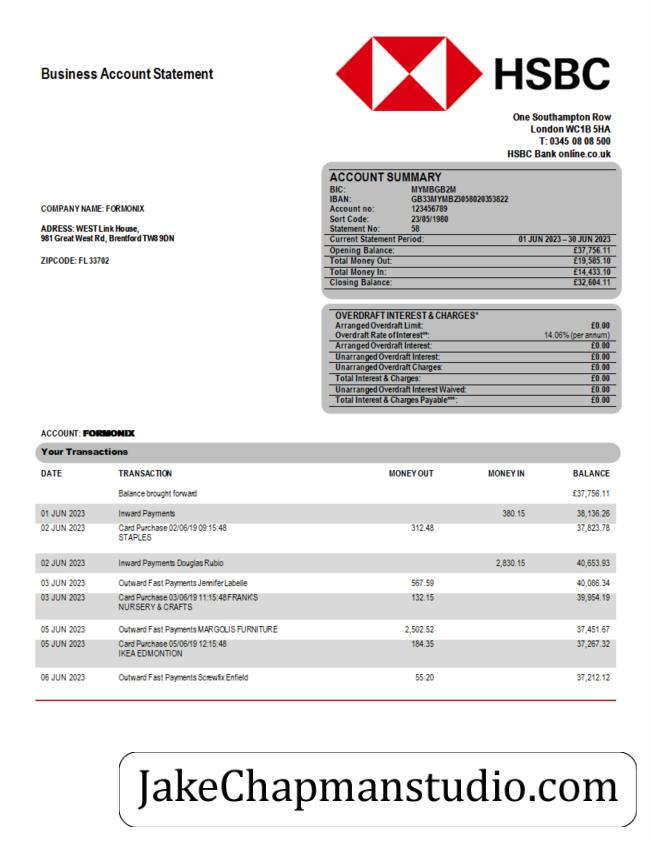 Business Account Statement
HSBC
One Southampton Row
London WC1B 5HA
T: 0345 08 08 500
HSBC Bank online.co.uk
ACCOUNT SUMMARY
BIC: MYMBGB2M
IBAN: GB33MYMB23058020353822
Account no: 123456789
Sort Code: 23/05/1980
Statement No: 58
Current Statement Period: 01 JUN 2023 – 30 JUN 2023
Opening Balance: £37,756.11
Total Money Out: £19,585.10
Total Money In: £14,433.10
Closing Balance: £32,604.11
COMPANY NAME: FORMONIX
ADRESS: WEST Link House,
981 Great West Rd, Brentford TW8 9DN
ZIPCODE: FL 33702
OVERDRAFT INTEREST & CHARGES*
Arranged Overdraft Limit: £0.00
Overdraft Rate of Interest**: 14.06% (per annum)
Arranged Overdraft Interest: £0.00
Unarranged Overdraft Interest: £0.00
Unarranged Overdraft Charges: £0.00
Total Interest & Charges: £0.00
Unarranged Overdraft Interest Waived: £0.00
Total Interest & Charges Payable***: £0.00
ACCOUNT: FORMONIX
Your Transactions
DATE TRANSACTION MONEY OUT MONEY IN BALANCE
Balance brought forward £37,756.11
01 JUN 2023 Inward Payments 380.15 38,136.26
02 JUN 2023 Card Purchase 02/06/19 09:15:48 312.48 37,823.78
STAPLES
02 JUN 2023 Inward Payments Douglas Rubio 2,830.15 40,653.93
03 JUN 2023 Outward Fast Payments Jennifer Labelle 567.59 40,086.34
03 JUN 2023 Card Purchase 03/06/19 11:15:48 FRANKS 132.15 39,954.19
NURSERY & CRAFTS
05 JUN 2023 Outward Fast Payments MARGOLIS FURNITURE 2,502.52 37,451.67
05 JUN 2023 Card Purchase 05/06/19 12:15:48 184.35 37,267.32
IKEA EDMONTION
06 JUN 2023 Outward Fast Payments Screwfix Enfield 55.20 37,212.12
JakeChapmanstudio.com